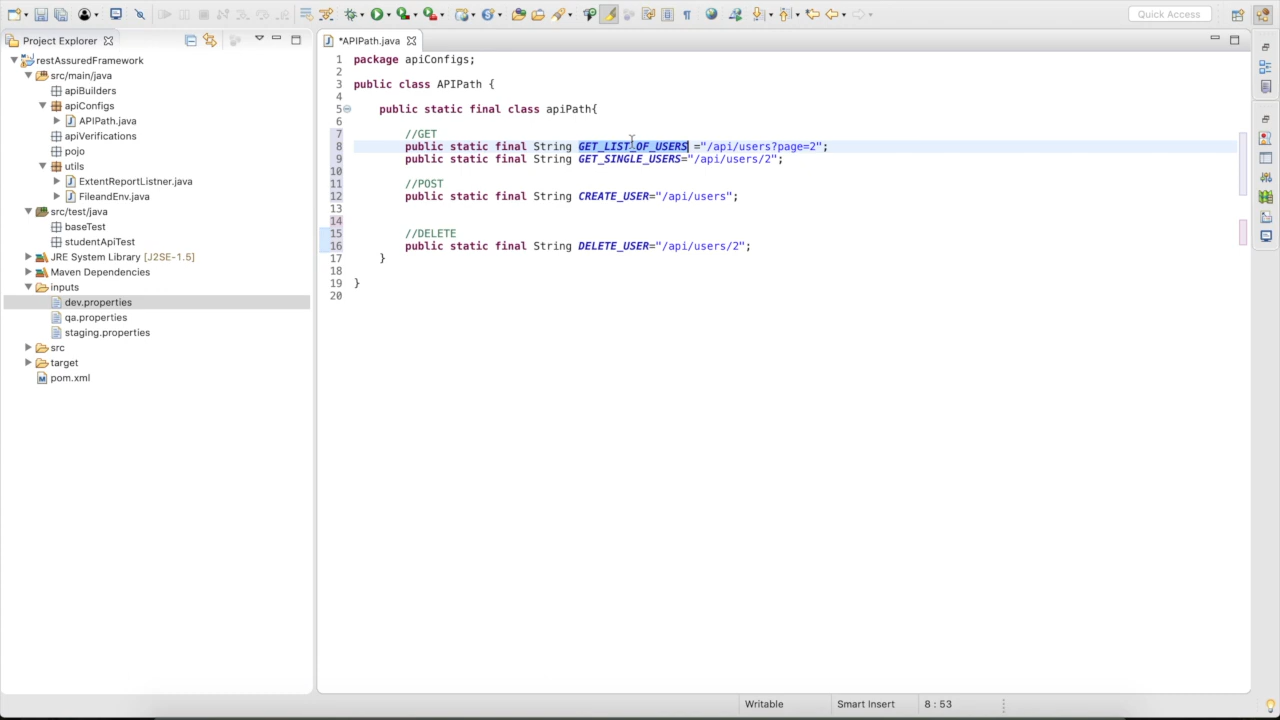 Quick Access
Project Explorer
restAssuredFramework
src/main/java
apiBuilders
apiConfigs
APIPath.java
apiVerifications
pojo
utils
ExtentReportListner.java
FileandEnv.java
src/test/java
baseTest
studentApiTest
JRE System Library [J2SE-1.5]
Maven Dependencies
inputs
dev.properties
qa.properties
staging.properties
src
target
pom.xml
*APIPath.java
1 package apiConfigs;
2
3 public class APIPath {
4
5 public static final class apiPath{
6
7 //GET
8 public static final String GET_LIST_OF_USERS ="/api/users?page=2";
9 public static final String GET_SINGLE_USERS="/api/users/2";
10
11 //POST
12 public static final String CREATE_USER="/api/users";
13
14
15 //DELETE
16 public static final String DELETE_USER="/api/users/2";
17 }
18
19 }
20
Writable
Smart Insert
8 : 53